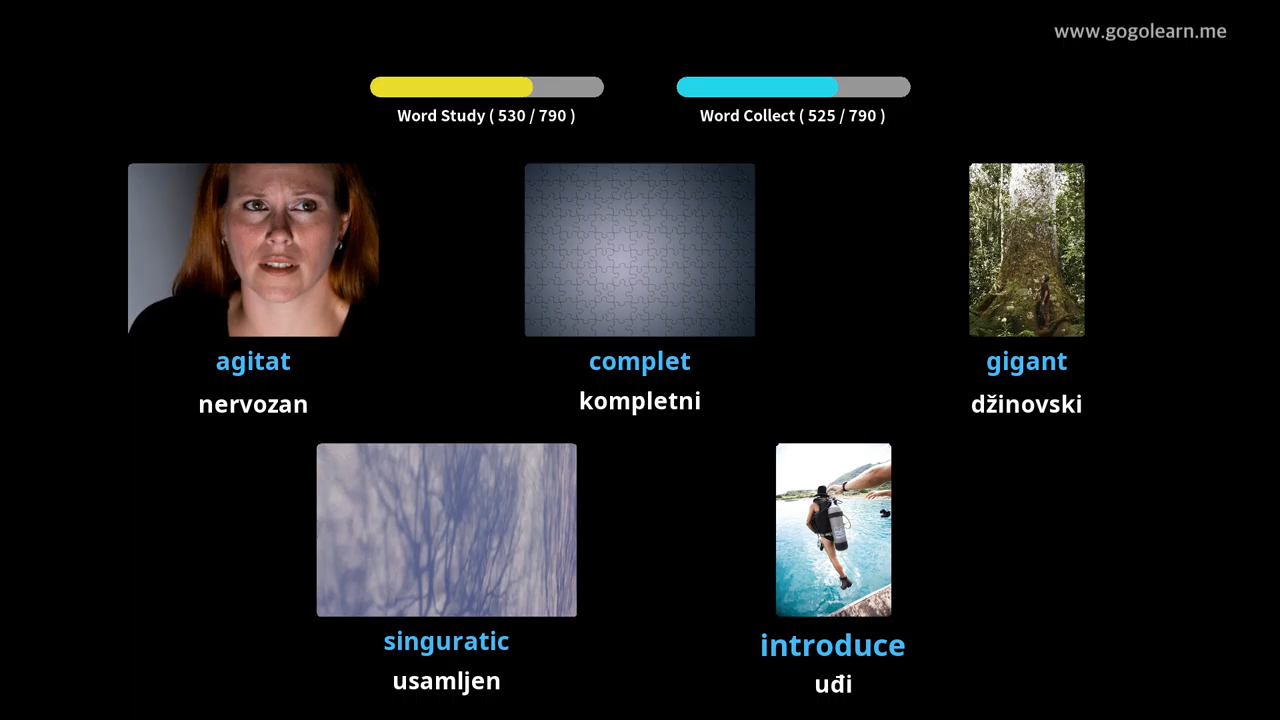 www.gogolearn.me
Word Study ( 530 / 790 )
Word Collect ( 525 / 790 )
agitat
complet
gigant
nervozan
kompletni
džinovski
singuratic
introduce
usamljen
uđi